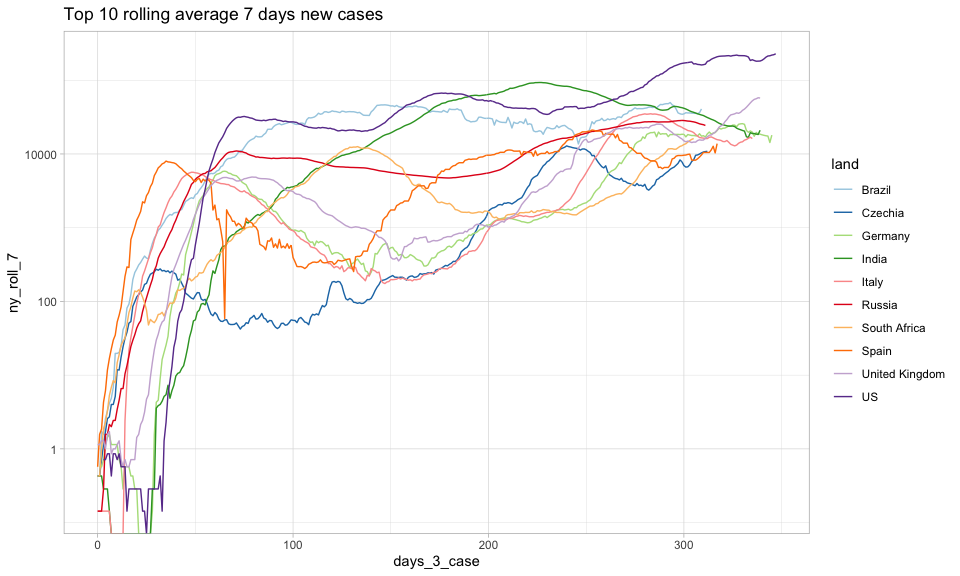 Top 10 rolling average 7 days new cases
ny_roll_7
10000
100
1
0
100
200
300
days_3_case
land
Brazil
Czechia
Germany
India
Italy
Russia
South Africa
Spain
United Kingdom
US